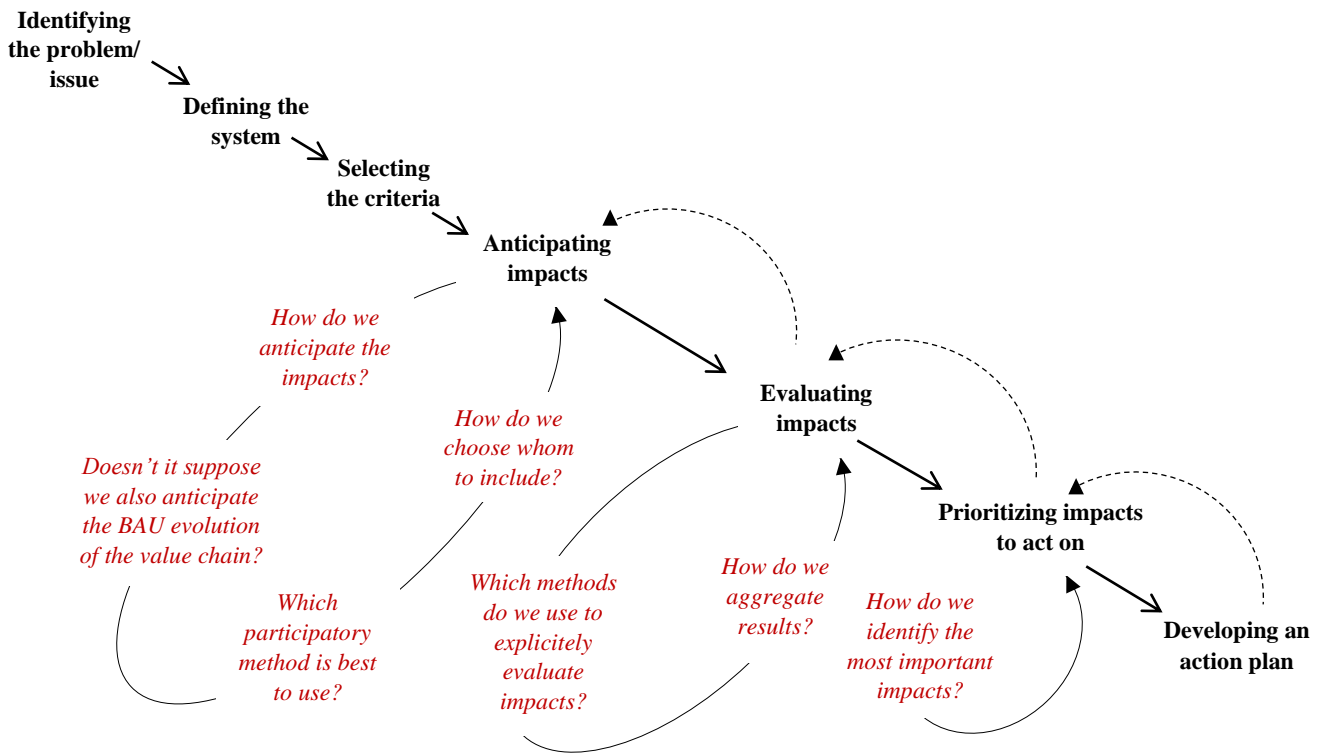 Identifying
the problem/
issue
Defining the
system
Selecting
the criteria
Anticipating
impacts
How do we
anticipate the
impacts?
Doesn’t it suppose
we also anticipate
the BAU evolution
of the value chain?
Which
participatory
method is best
to use?
How do we
choose whom
to include?
Evaluating
impacts
Which methods
do we use to
explicitely
evaluate
impacts?
How do we
aggregate
results?
Prioritizing impacts
to act on
How do we
identify the
most important
impacts?
Developing an
action plan